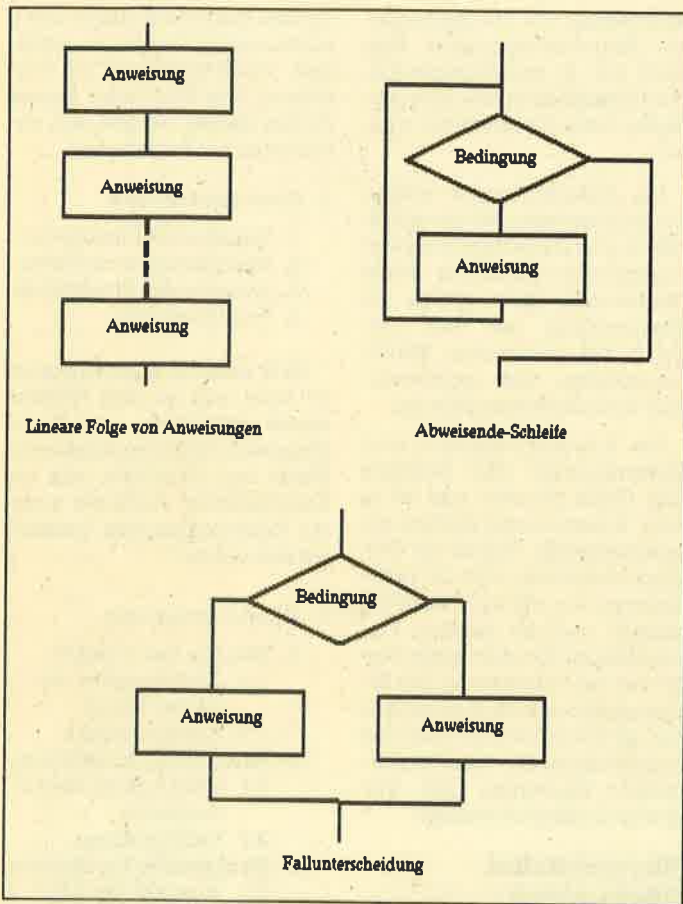 Anweisung
Anweisung
Anweisung
Lineare Folge von Anweisungen
Bedingung
Anweisung
Abweisende-Schleife
Bedingung
Anweisung
Anweisung
Fallunterscheidung